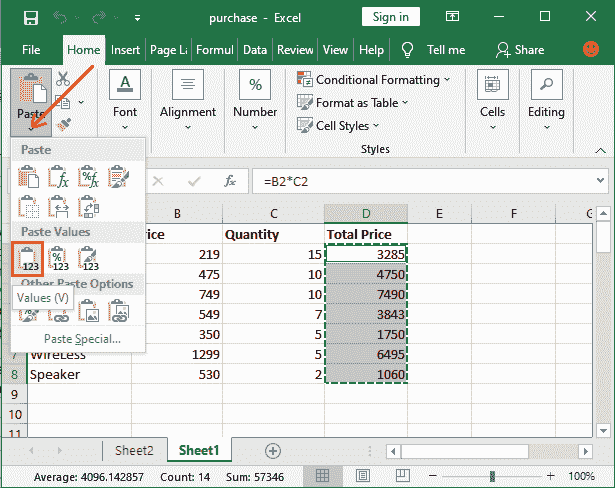 purchase - Excel
Sign in
File Home Insert Page La Formul Data Review View Help Tell me Share
Paste
Font
Alignment
Number
Conditional Formatting
Format as Table
Cell Styles
Styles
Cells
Editing
Paste
fx =B2*C2
B C D E F G
rice Quantity Total Price
Paste Values
219 15 3285
475 10 4750
749 10 7490
Other Paste Options
Values (V)
549 7 3843
350 5 1750
Paste Special...
7 WireLess 1299 5 6495
8 Speaker 530 2 1060
9
10
11
Sheet2 Sheet1
Average: 4096.142857 Count: 14 Sum: 57346 100%